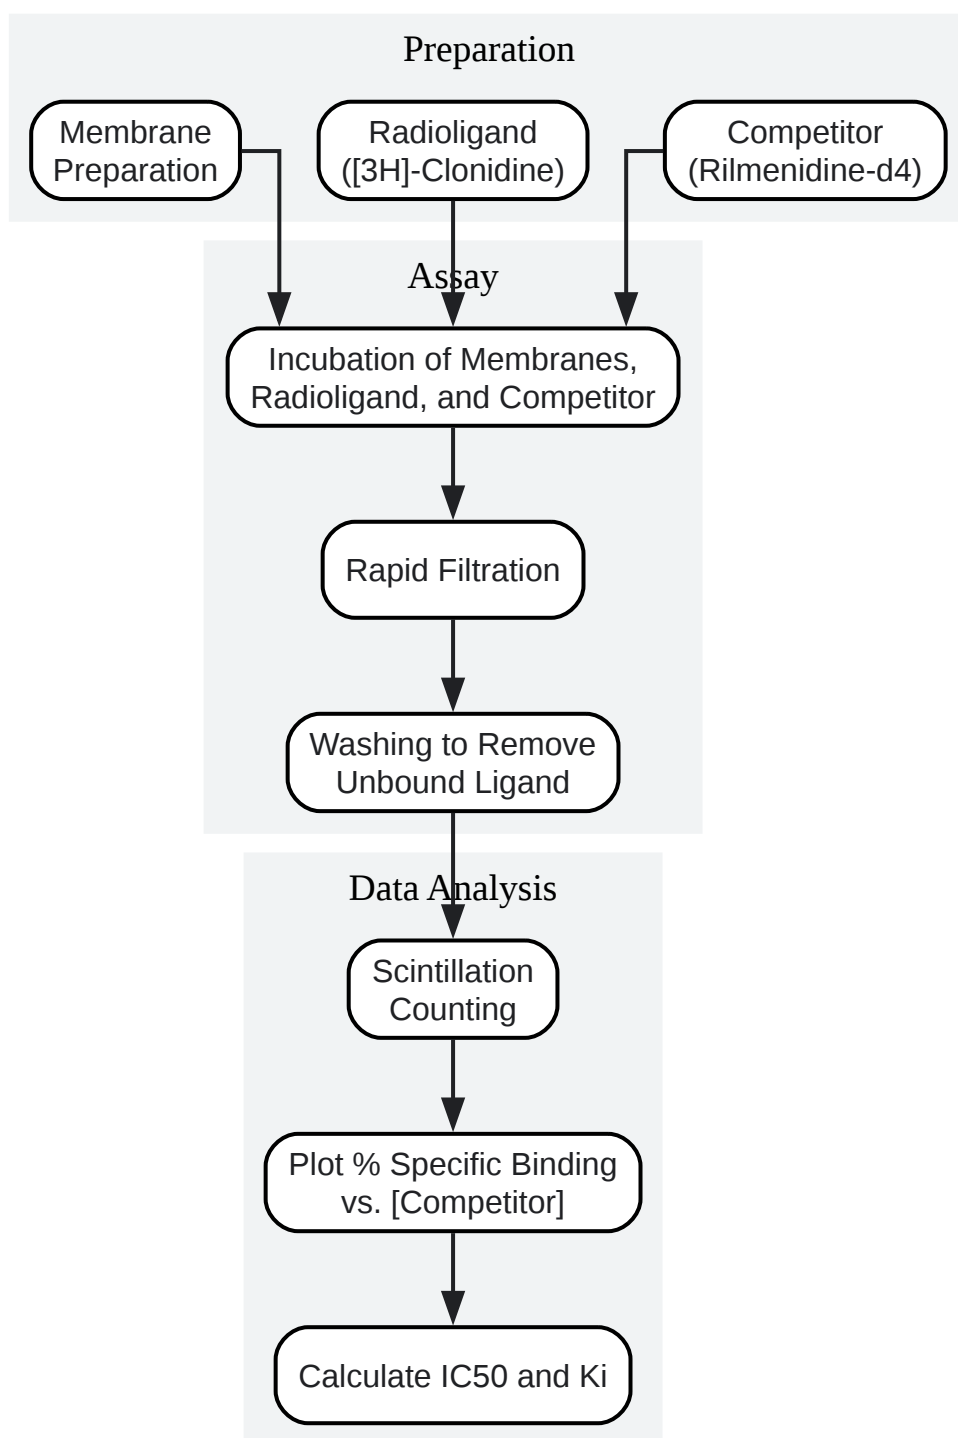 Preparation
Membrane
Preparation
Radioligand
([3H]-Clonidine)
Competitor
(Rilmenidine-d4)
Assay
Incubation of Membranes,
Radioligand, and Competitor
Rapid Filtration
Washing to Remove
Unbound Ligand
Data Analysis
Scintillation
Counting
Plot % Specific Binding
vs. [Competitor]
Calculate IC50 and Ki